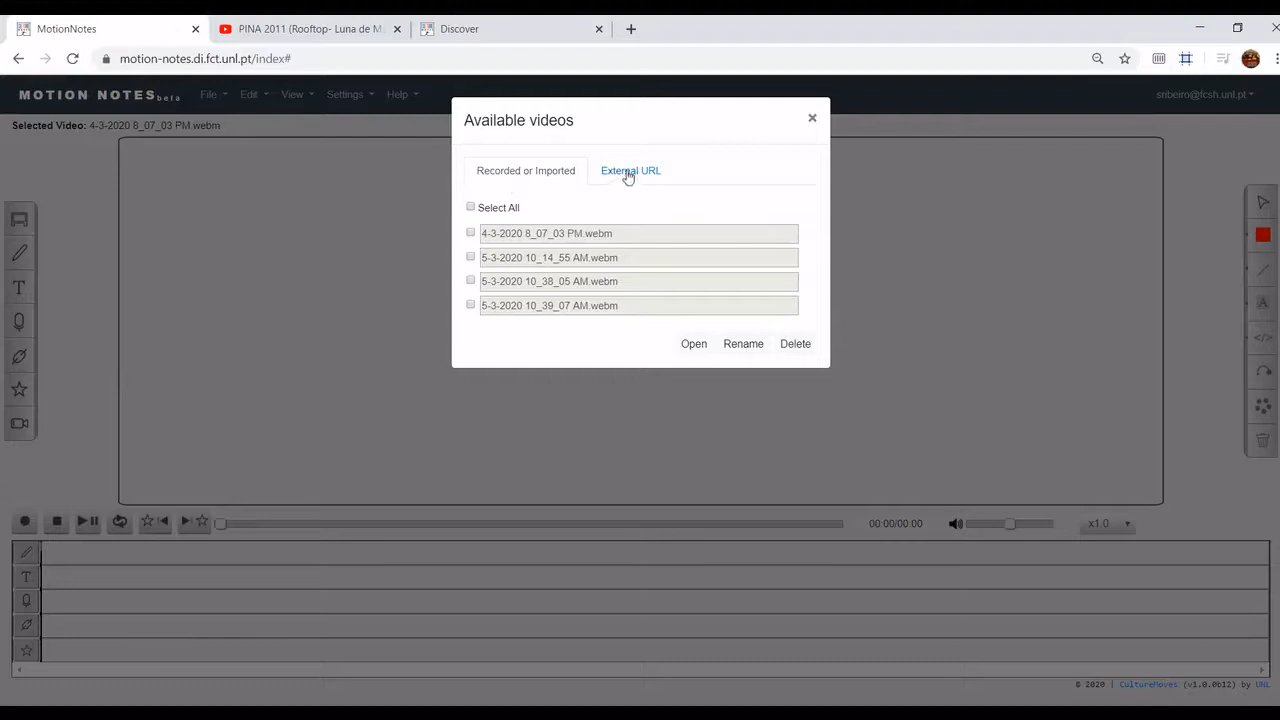 MotionNotes
PINA 2011 (Rooftop- Luna de M
Discover
motion-notes.di.fct.unl.pt/index#
MOTION NOTESbeta File Edit View Settings Help sribeiro@fcsh.unl.pt
Selected Video: 4-3-2020 8_07_03 PM.webm
Available videos
Recorded or Imported External URL
Select All
4-3-2020 8_07_03 PM.webm
5-3-2020 10_14_55 AM.webm
5-3-2020 10_38_05 AM.webm
5-3-2020 10_39_07 AM.webm
Open Rename Delete
T
A
</>
00:00/00:00 x1.0
T
© 2020 | CultureMoves (v1.0.0b12) by UNL